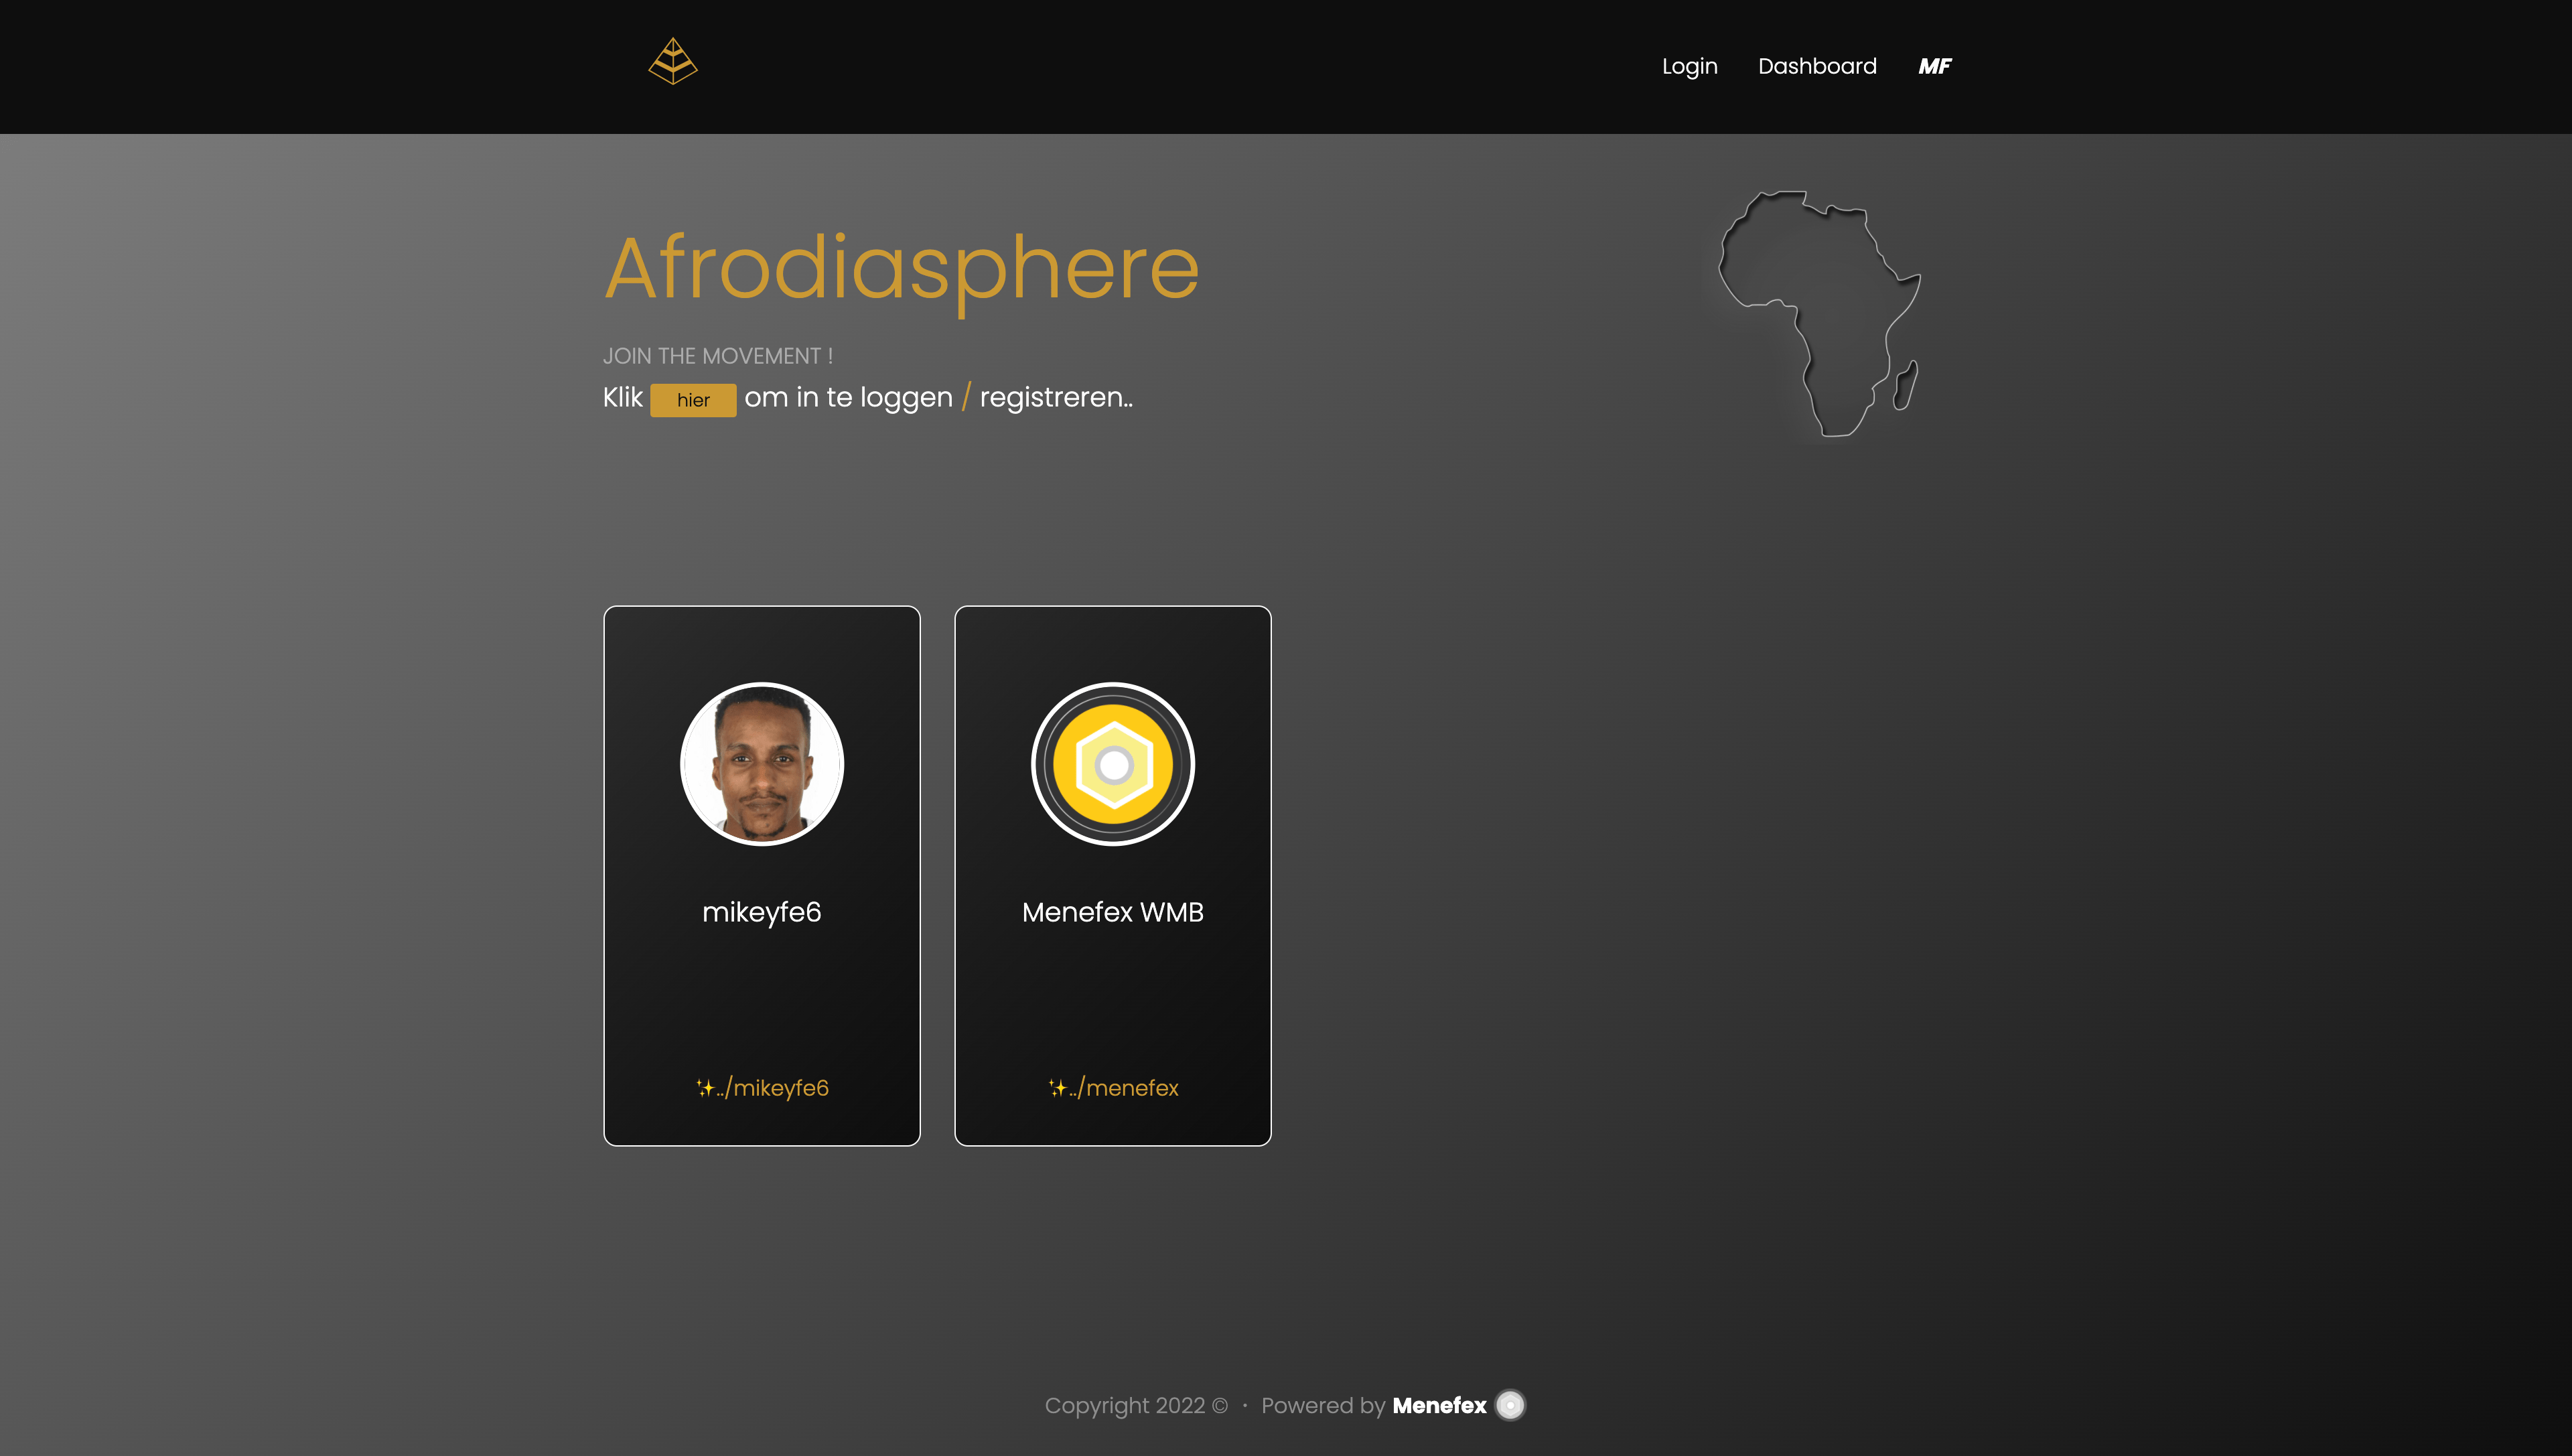 Login Dashboard MF
Afrodiasphere
JOIN THE MOVEMENT !
Klik hier om in te loggen / registreren..
mikeyfe6
✨../mikeyfe6
Menefex WMB
✨../menefex
Copyright 2022 © · Powered by Menefex